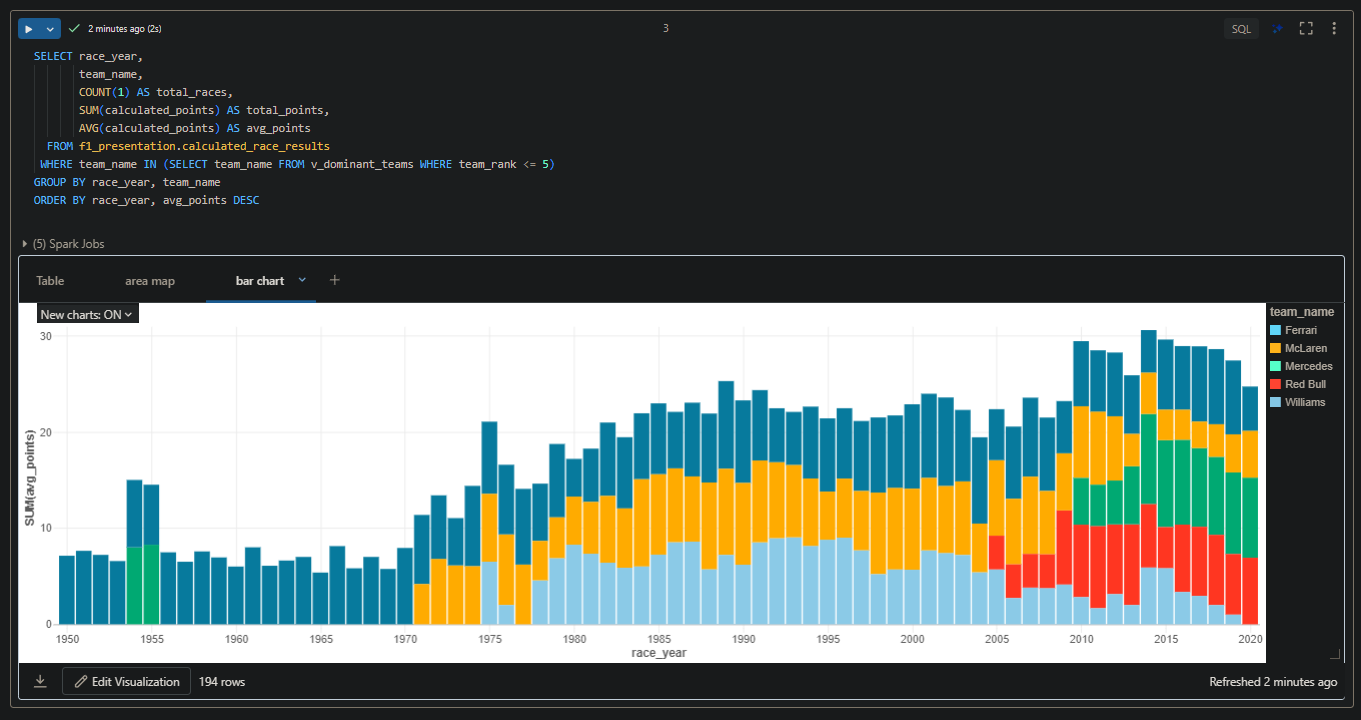 2 minutes ago (2s)
3
SQL
SELECT race_year,
team_name,
COUNT(1) AS total_races,
SUM(calculated_points) AS total_points,
AVG(calculated_points) AS avg_points
FROM f1_presentation.calculated_race_results
WHERE team_name IN (SELECT team_name FROM v_dominant_teams WHERE team_rank <= 5)
GROUP BY race_year, team_name
ORDER BY race_year, avg_points DESC
(5) Spark Jobs
Table
area map
bar chart
New charts: ON
team_name
Ferrari
McLaren
Mercedes
Red Bull
Williams
SUM(avg_points)
30
20
10
0
1950
1955
1960
1965
1970
1975
1980
1985
1990
1995
2000
2005
2010
2015
2020
race_year
Edit Visualization
194 rows
Refreshed 2 minutes ago